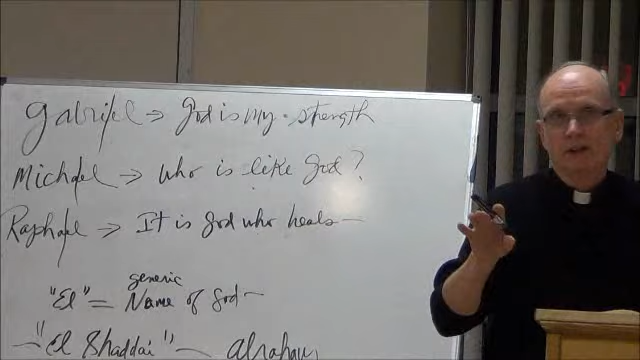 Gabriel → God is my strength
Michael → Who is like God?
Raphael → It is God who heals —
"El" = generic Name of God —
— "El Shaddai" — Abraham